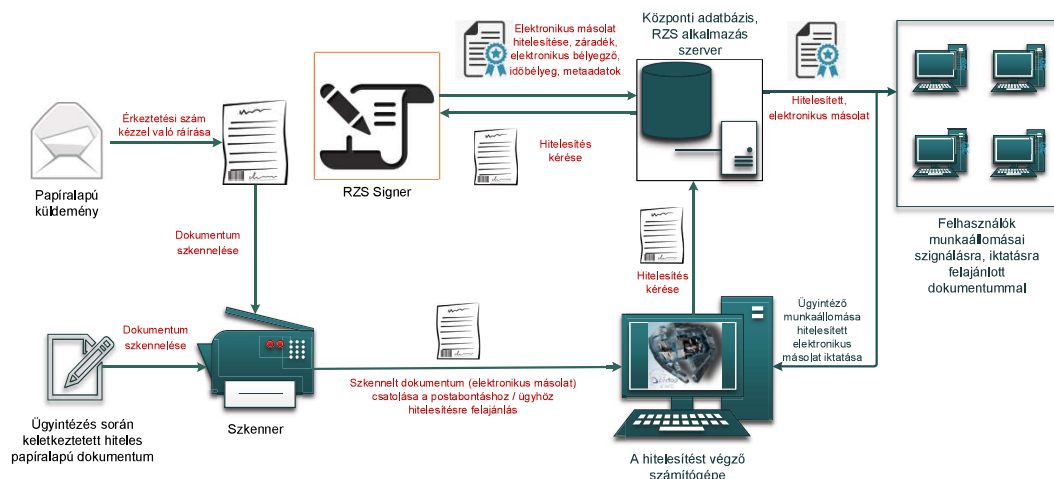 Elektronikus másolat
hitelesítése, záradék,
elektronikus bélyegző,
időbélyeg, metaadatok
Központi adatbázis,
RZS alkalmazás
szerver
Érkeztetési szám
kézzel való ráírása
Hitelesítés
kérése
Hitelesített,
elektronikus másolat
Papíralapú
küldemény
RZS Signer
Dokumentum
szkennelése
Hitelesítés
kérése
Felhasználók
munkaállomásai
szignálásra, iktatásra
felajánlott
dokumentummal
Dokumentum
szkennelése
Ügyintéző
munkaállomása
hitelesített
elektronikus
másolat iktatása
Szkennelt dokumentum (elektronikus másolat)
csatolása a postabontáshoz / ügyhöz
hitelesítésre felajánlás
Ügyintézés során
keletkeztetett hiteles
papíralapú dokumentum
Szkenner
A hitelesítést végző
számítógépe